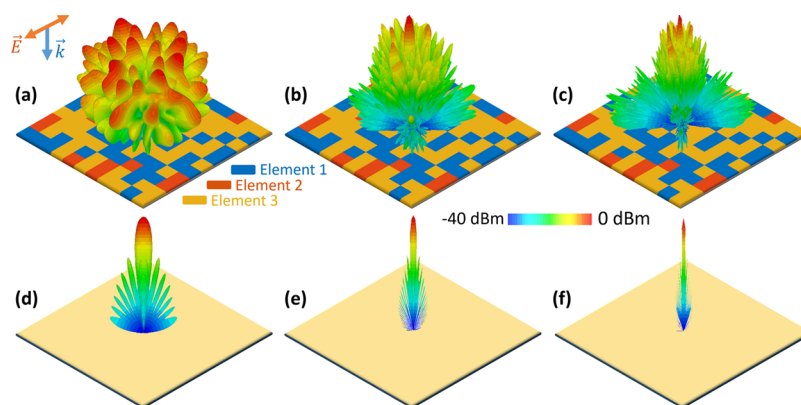 E k
(a)
(b)
(c)
Element 1
Element 2
Element 3
-40 dBm 0 dBm
(d)
(e)
(f)